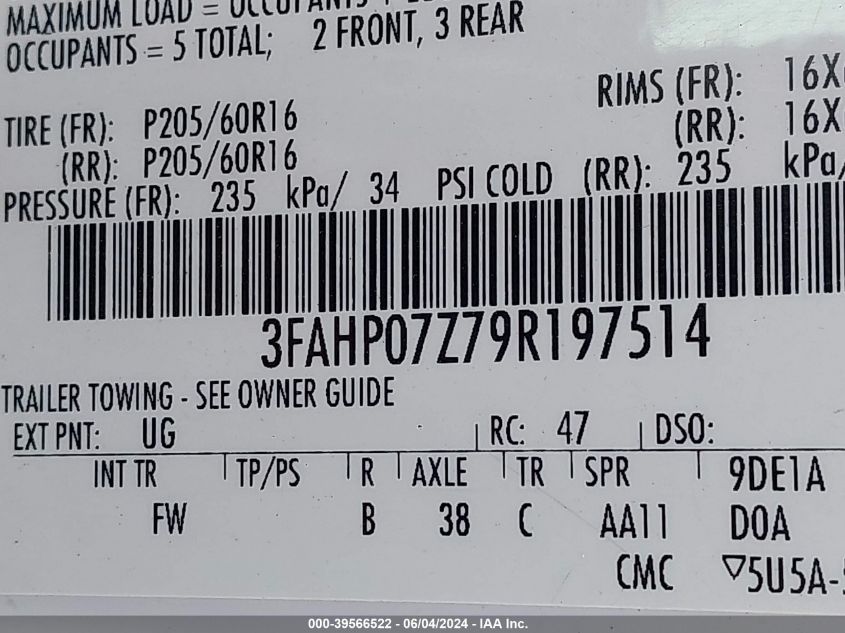 MAXIMUM LOAD = OCCUPANTS
OCCUPANTS = 5 TOTAL; 2 FRONT, 3 REAR
TIRE (FR): P205/60R16 RIMS (FR): 16X
(RR): P205/60R16 (RR): 16X
PRESSURE (FR): 235 kPa/ 34 PSI COLD (RR): 235 kPa/
3FAHP07Z79R197514
TRAILER TOWING - SEE OWNER GUIDE
EXT PNT: UG RC: 47 DSO:
INT TR TP/PS R AXLE TR SPR 9DE1A
FW B 38 C AA11 D0A
CMC ▽5U5A-
000-39566522 - 06/04/2024 - IAA Inc.